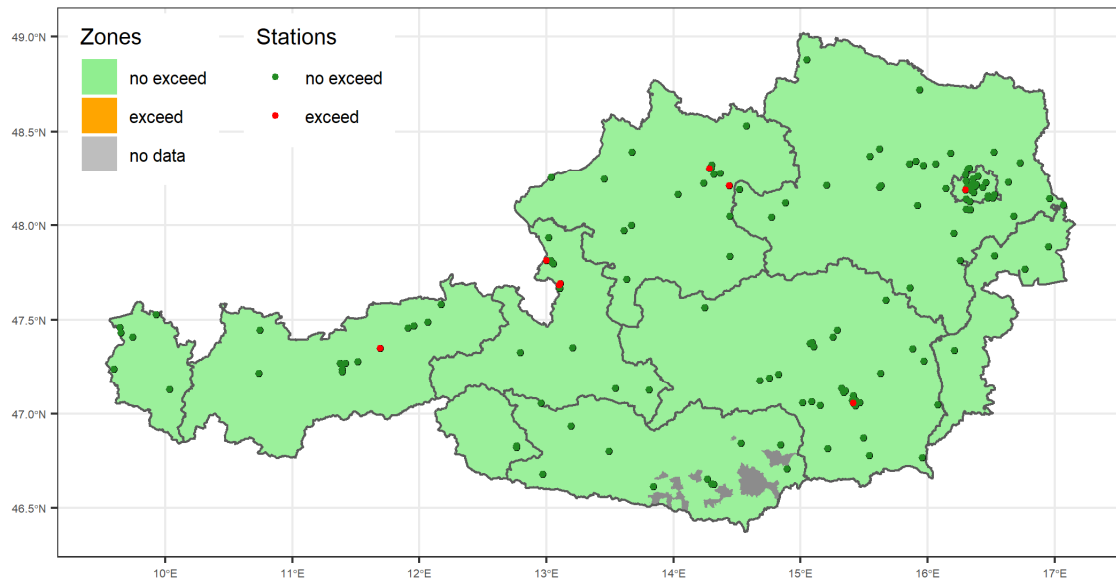 Zones
no exceed
exceed
no data
Stations
no exceed
exceed
49.0°N
48.5°N
48.0°N
47.5°N
47.0°N
46.5°N
10°E 11°E 12°E 13°E 14°E 15°E 16°E 17°E